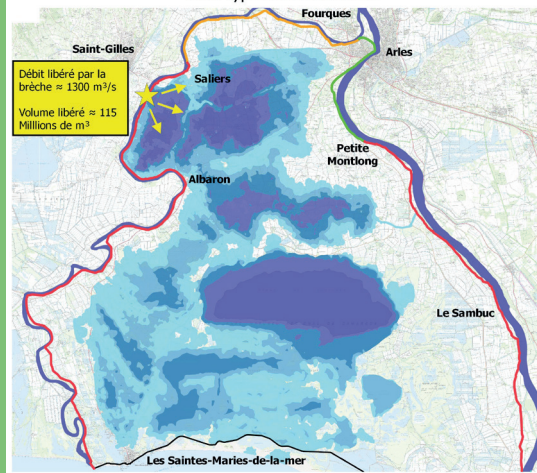 Fourques
Saint-Gilles
Arles
Débit libéré par la
brèche ≈ 1300 m³/s
Volume libéré ≈ 115
Milllions de m³
Saliers
Petite
Montlong
Albaron
Le Sambuc
Les Saintes-Maries-de-la-mer